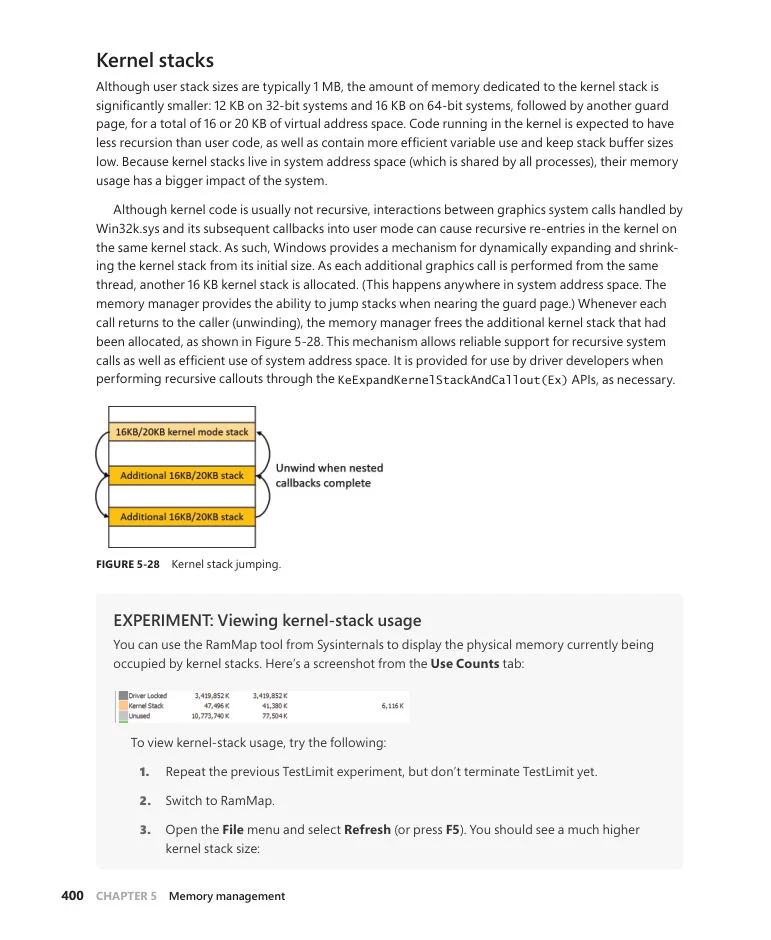 Kernel stacks
Although user stack sizes are typically 1 MB, the amount of memory dedicated to the kernel stack is
significantly smaller: 12 KB on 32-bit systems and 16 KB on 64-bit systems, followed by another guard
page, for a total of 16 or 20 KB of virtual address space. Code running in the kernel is expected to have
less recursion than user code, as well as contain more efficient variable use and keep stack buffer sizes
low. Because kernel stacks live in system address space (which is shared by all processes), their memory
usage has a bigger impact of the system.
Although kernel code is usually not recursive, interactions between graphics system calls handled by
Win32k.sys and its subsequent callbacks into user mode can cause recursive re-entries in the kernel on
the same kernel stack. As such, Windows provides a mechanism for dynamically expanding and shrink-
ing the kernel stack from its initial size. As each additional graphics call is performed from the same
thread, another 16 KB kernel stack is allocated. (This happens anywhere in system address space. The
memory manager provides the ability to jump stacks when nearing the guard page.) Whenever each
call returns to the caller (unwinding), the memory manager frees the additional kernel stack that had
been allocated, as shown in Figure 5-28. This mechanism allows reliable support for recursive system
calls as well as efficient use of system address space. It is provided for use by driver developers when
performing recursive callouts through the KeExpandKernelStackAndCallout(Ex) APIs, as necessary.
16KB/20KB kernel mode stack
Additional 16KB/20KB stack
Additional 16KB/20KB stack
Unwind when nested
callbacks complete
FIGURE 5-28 Kernel stack jumping.
EXPERIMENT: Viewing kernel-stack usage
You can use the RamMap tool from Sysinternals to display the physical memory currently being
occupied by kernel stacks. Here's a screenshot from the Use Counts tab:
Driver Locked 3,419,852 K 3,419,852 K
Kernel Stack 47,496 K 41,380 K 6,116 K
Unused 10,773,740 K 77,504 K
To view kernel-stack usage, try the following:
1. Repeat the previous TestLimit experiment, but don't terminate TestLimit yet.
2. Switch to RamMap.
3. Open the File menu and select Refresh (or press F5). You should see a much higher
kernel stack size:
400 CHAPTER 5 Memory management